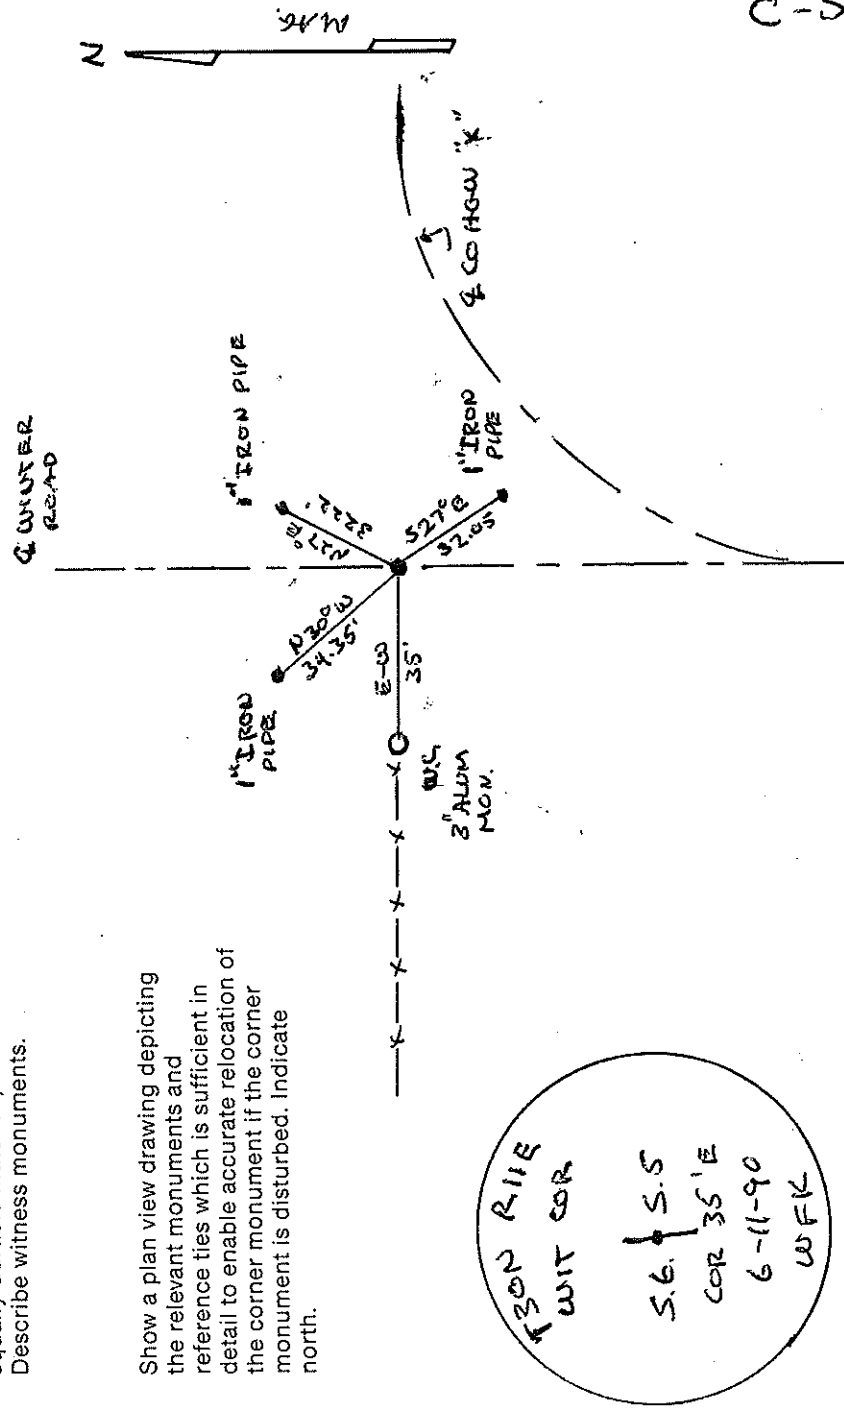 Describe witness monuments.
Show a plan view drawing depicting
the relevant monuments and
reference ties which is sufficient in
detail to enable accurate relocation of
the corner monument if the corner
monument is disturbed. Indicate
north.
N
MAG.
℄ WINTER
ROAD
1" IRON PIPE
N27°E
32.22'
1" IRON
PIPE
N30°W
34.35'
S27°E
32.05
1" IRON
PIPE
E-W
35'
W.C.
3" ALUM
MON.
℄ CO HGW "K"
T30N R11E
WIT COR
S.6. S.5
COR 35'E
6-11-90
WFK